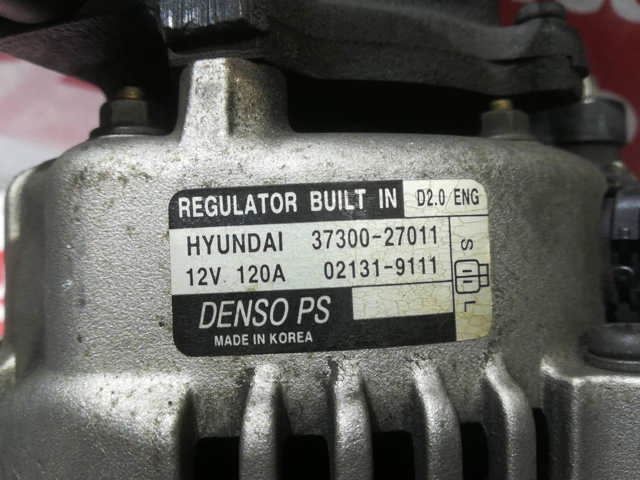 REGULATOR BUILT IN D2.0/ENG
HYUNDAI 37300-27011
12V 120A 02131-9111
S
L
DENSO PS
MADE IN KOREA